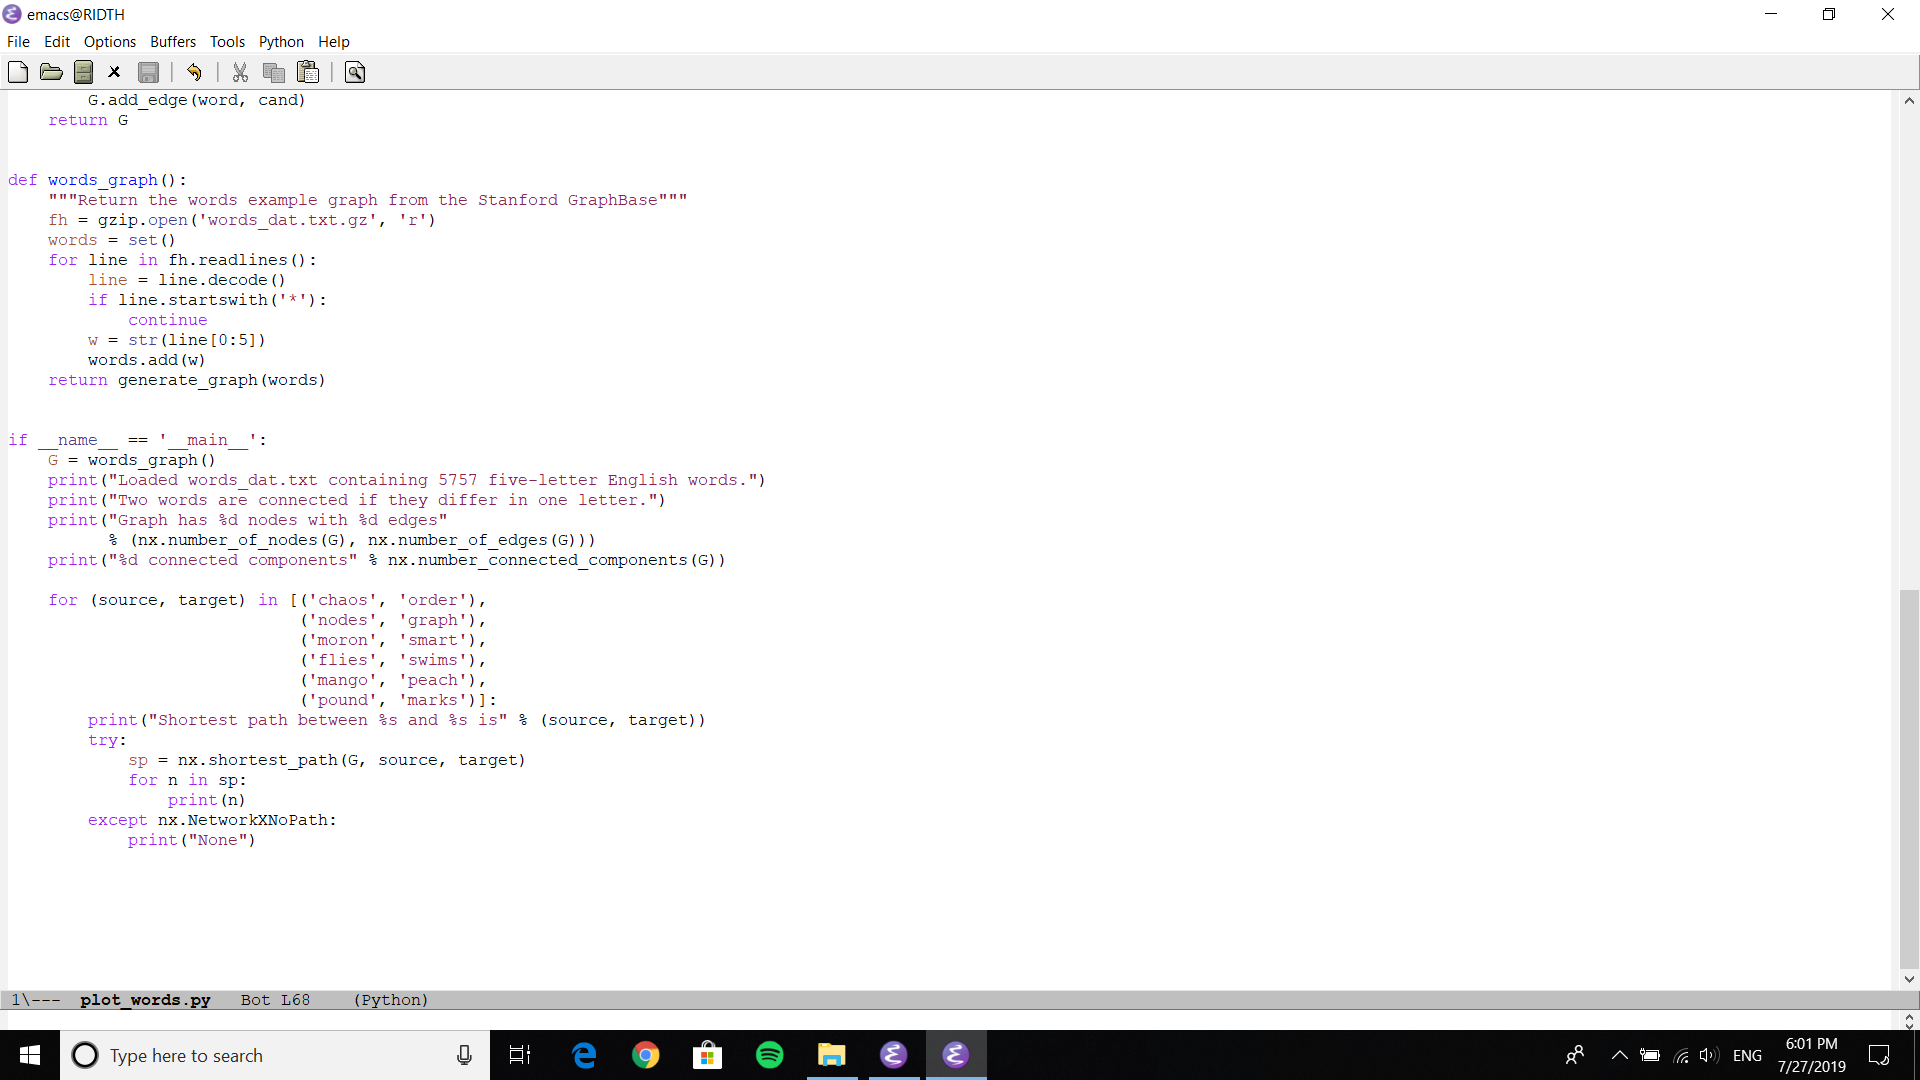 emacs@RIDTH
File Edit Options Buffers Tools Python Help
        G.add_edge(word, cand)
    return G
def words_graph():
    """Return the words example graph from the Stanford GraphBase"""
    fh = gzip.open('words_dat.txt.gz', 'r')
    words = set()
    for line in fh.readlines():
        line = line.decode()
        if line.startswith('*'):
            continue
        w = str(line[0:5])
        words.add(w)
    return generate_graph(words)
if __name__ == '__main__':
    G = words_graph()
    print("Loaded words_dat.txt containing 5757 five-letter English words.")
    print("Two words are connected if they differ in one letter.")
    print("Graph has %d nodes with %d edges"
          % (nx.number_of_nodes(G), nx.number_of_edges(G)))
    print("%d connected components" % nx.number_connected_components(G))
    for (source, target) in [('chaos', 'order'),
                             ('nodes', 'graph'),
                             ('moron', 'smart'),
                             ('flies', 'swims'),
                             ('mango', 'peach'),
                             ('pound', 'marks')]:
        print("Shortest path between %s and %s is" % (source, target))
        try:
            sp = nx.shortest_path(G, source, target)
            for n in sp:
                print(n)
        except nx.NetworkXNoPath:
            print("None")
1\--- plot_words.py Bot L68 (Python)
Type here to search
ENG
6:01 PM
7/27/2019